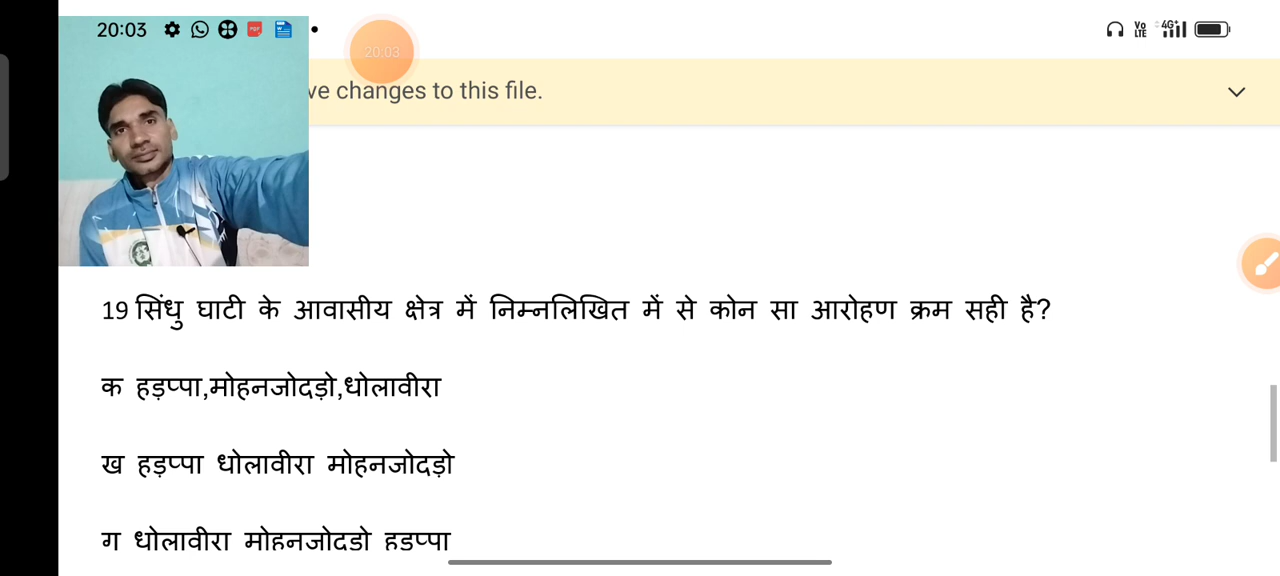 20:03
20:03
ve changes to this file.
19 सिंधु घाटी के आवासीय क्षेत्र में निम्नलिखित में से कोन सा आरोहण क्रम सही है?
क हड़प्पा,मोहनजोदड़ो,धोलावीरा
ख हड़प्पा धोलावीरा मोहनजोदड़ो
ग धोलावीरा मोहनजोदड़ो हड़प्पा